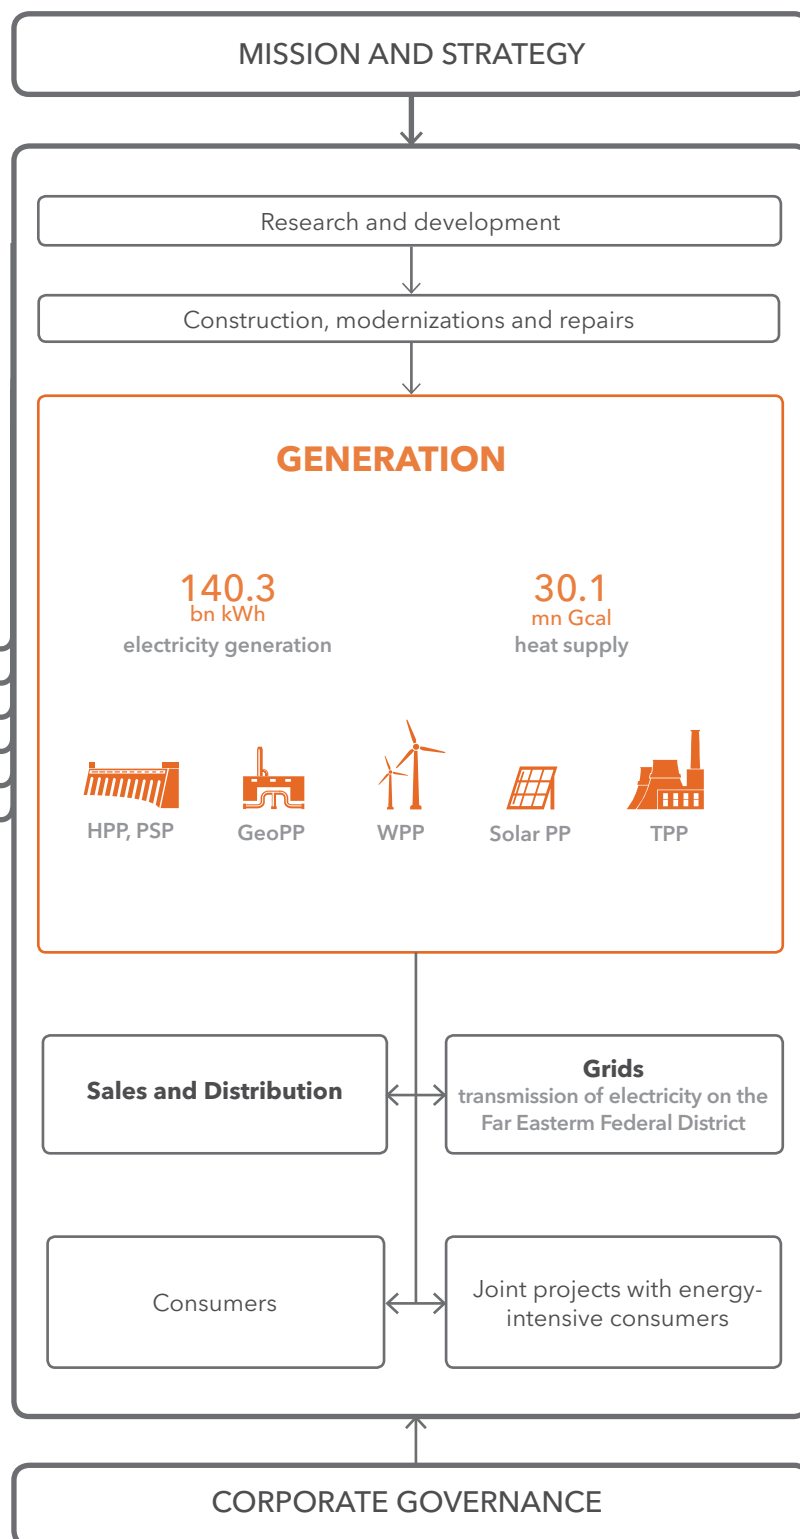 MISSION AND STRATEGY
Research and development
Construction, modernizations and repairs
GENERATION
140.3
bn kWh
electricity generation
30.1
mn Gcal
heat supply
HPP, PSP
GeoPP
WPP
Solar PP
TPP
Sales and Distribution
Grids
transmission of electricity on the
Far Easterm Federal District
Consumers
Joint projects with energy-
intensive consumers
CORPORATE GOVERNANCE